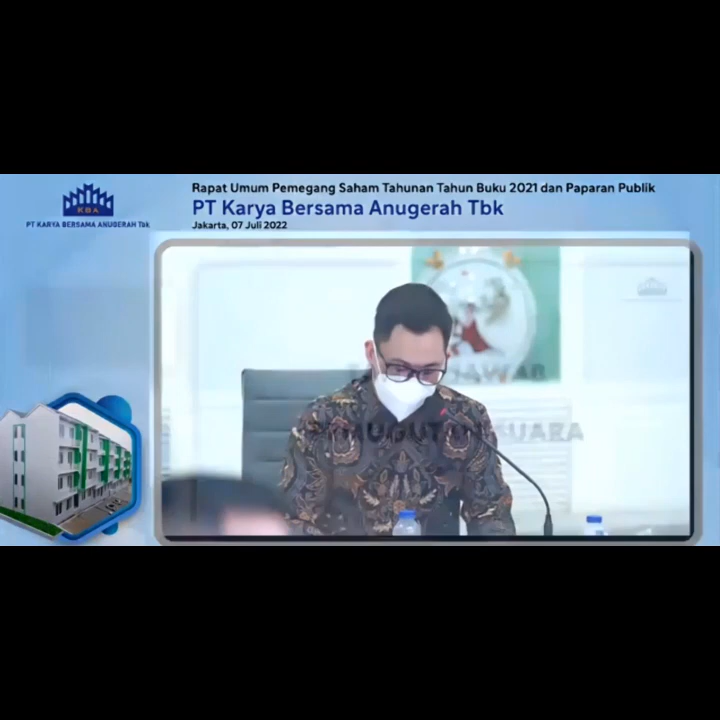 Rapat Umum Pemegang Saham Tahunan Tahun Buku 2021 dan Paparan Publik
PT Karya Bersama Anugerah Tbk
Jakarta, 07 Juli 2022
KBA
PT KARYA BERSAMA ANUGERAH Tbk